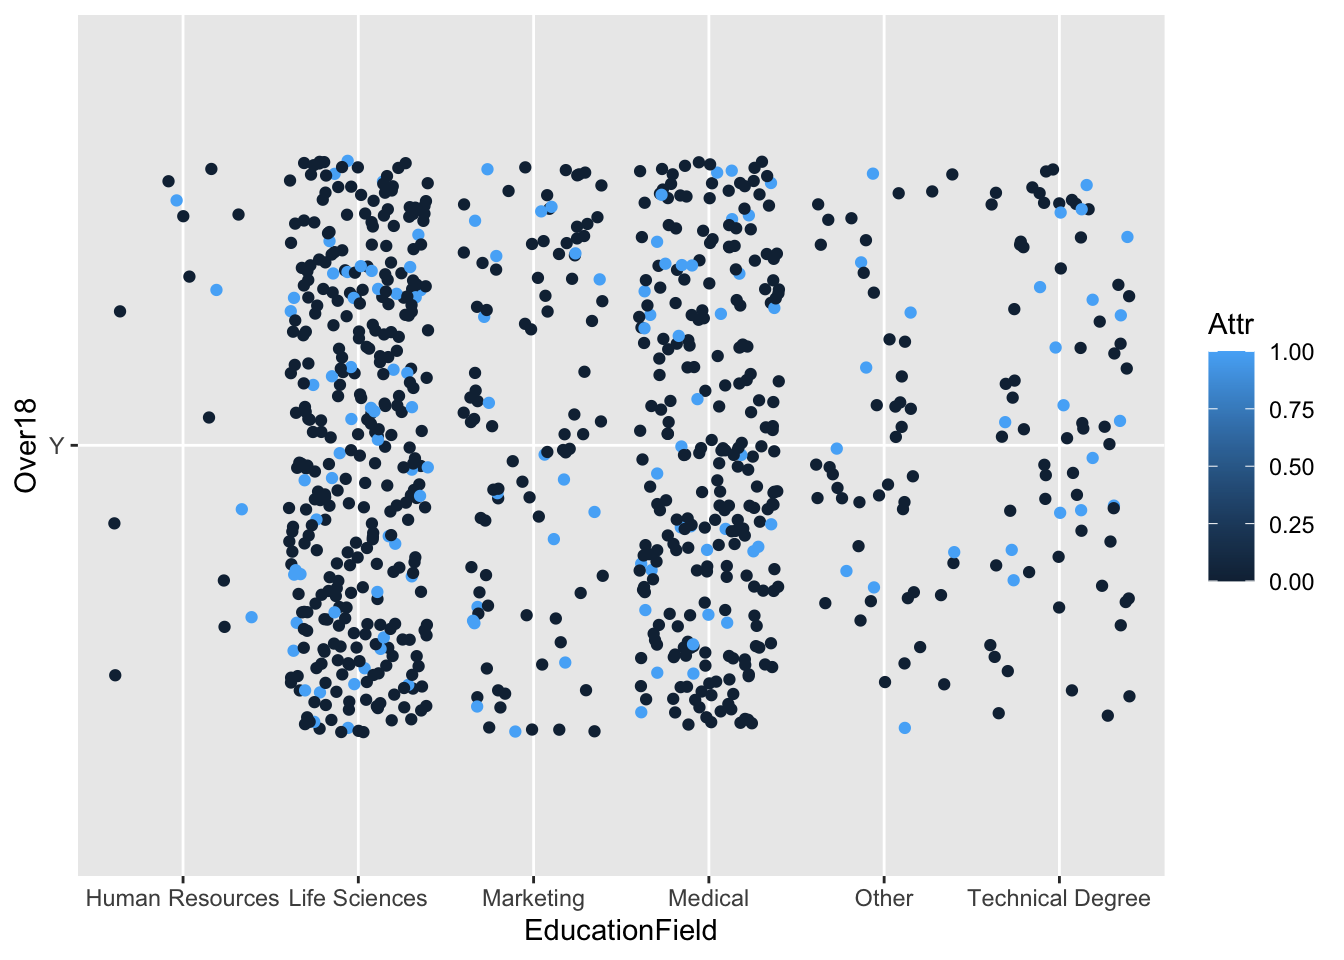 Over18
Y
Human Resources
Life Sciences
Marketing
Medical
Other
Technical Degree
EducationField
Attr
1.00
0.75
0.50
0.25
0.00